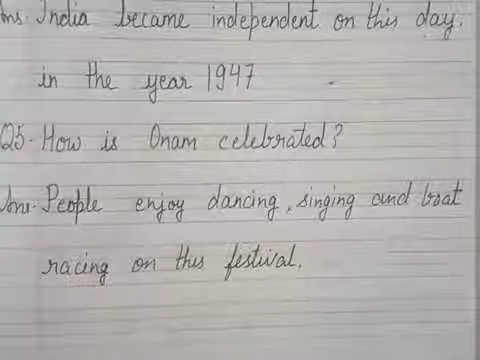 Ans. India became independent on this day.
in the year 1947
Q5. How is Onam celebrated?
Ans. People enjoy dancing, singing and boat
racing on this festival.